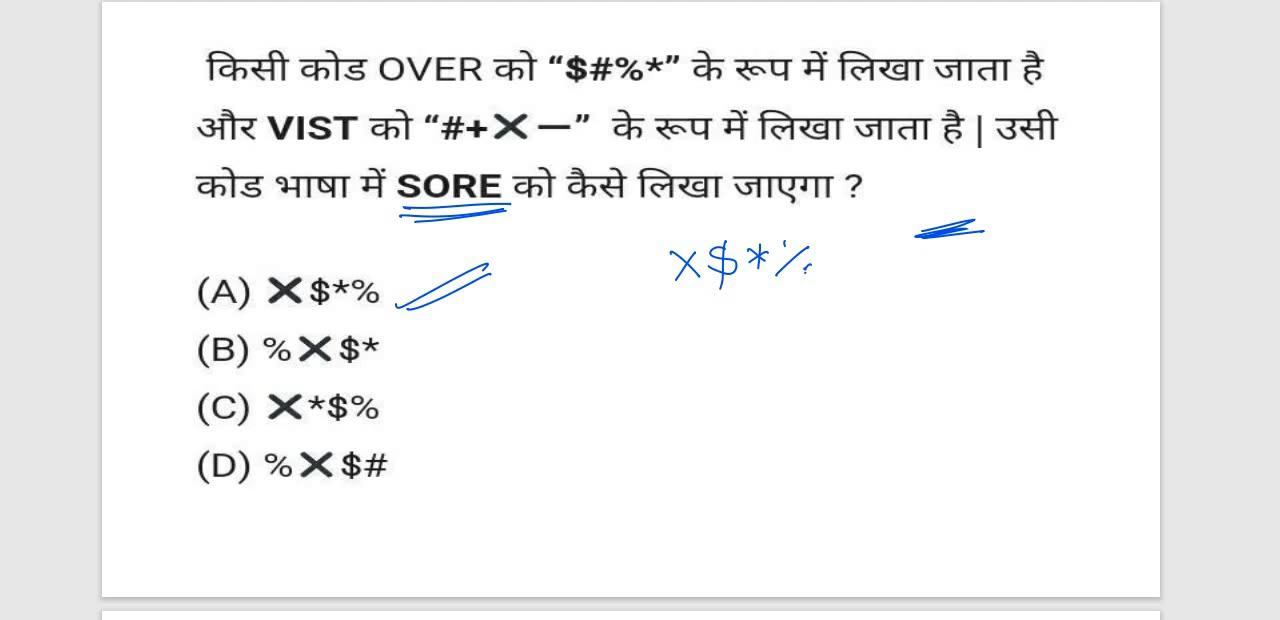 किसी कोड OVER को “$#%*” के रूप में लिखा जाता है
और VIST को “#+✕—” के रूप में लिखा जाता है | उसी
कोड भाषा में SORE को कैसे लिखा जाएगा ?
×$*%
(A) ✕$*%
(B) %✕$*
(C) ✕*$%
(D) %✕$#